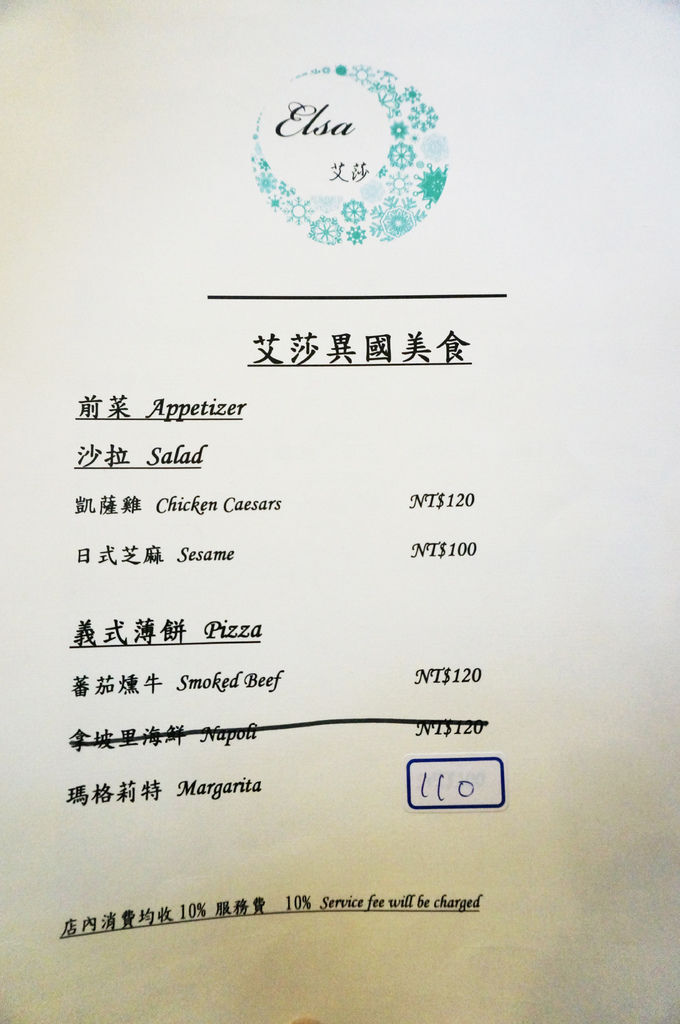 Elsa
艾莎
艾莎異國美食
前菜 Appetizer
沙拉 Salad
凱薩雞 Chicken Caesars NT$120
日式芝麻 Sesame NT$100
義式薄餅 Pizza
蕃茄燻牛 Smoked Beef NT$120
拿坡里海鮮 Napoli NT$120
瑪格莉特 Margarita 110
店內消費均收 10% 服務費 10% Service fee will be charged